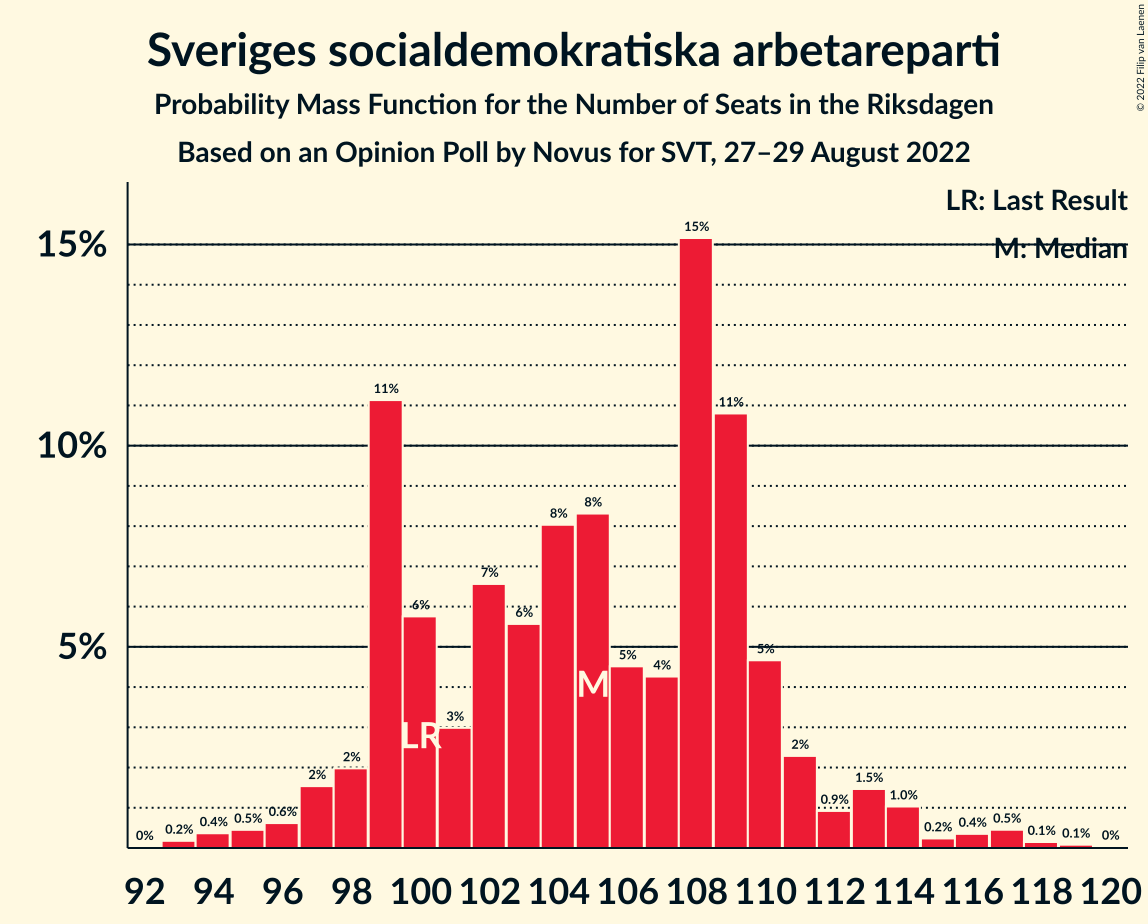 Sveriges socialdemokratiska arbetareparti
Probability Mass Function for the Number of Seats in the Riksdagen
Based on an Opinion Poll by Novus for SVT, 27–29 August 2022
© 2022 Filip van Laenen
LR: Last Result
M: Median
15%
10%
5%
0% 0.2% 0.4% 0.5% 0.6% 2% 2% 11% 6% 3% 7% 6% 8% 8% 5% 4% 15% 11% 5% 2% 0.9% 1.5% 1.0% 0.2% 0.4% 0.5% 0.1% 0.1% 0%
LR
M
92 94 96 98 100 102 104 106 108 110 112 114 116 118 120